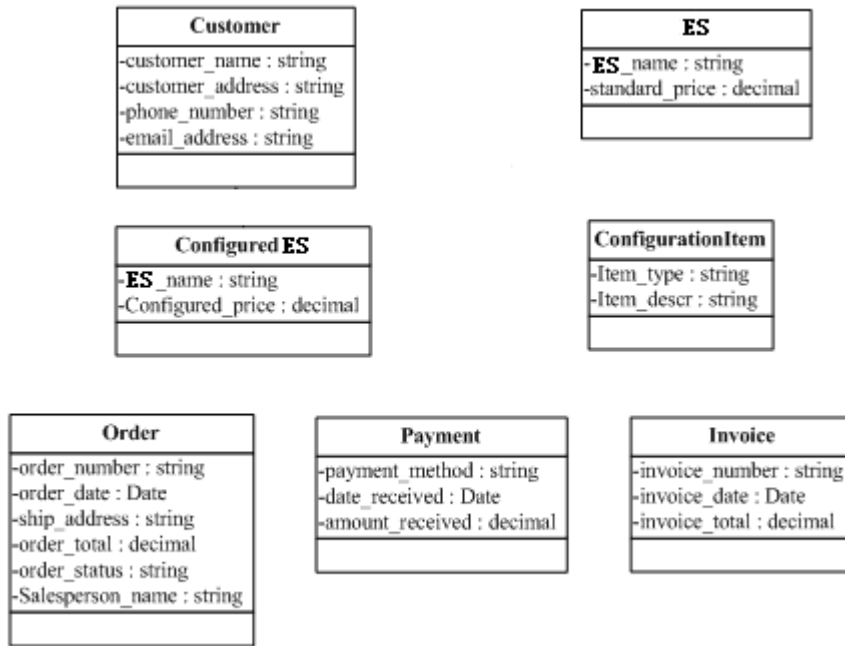 Customer
-customer_name : string
-customer_address : string
-phone_number : string
-email_address : string
ES
-ES_name : string
-standard_price : decimal
Configured ES
-ES_name : string
-Configured_price : decimal
ConfigurationItem
-Item_type : string
-Item_descr : string
Order
-order_number : string
-order_date : Date
-ship_address : string
-order_total : decimal
-order_status : string
-Salesperson_name : string
Payment
-payment_method : string
-date_received : Date
-amount_received : decimal
Invoice
-invoice_number : string
-invoice_date : Date
-invoice_total : decimal